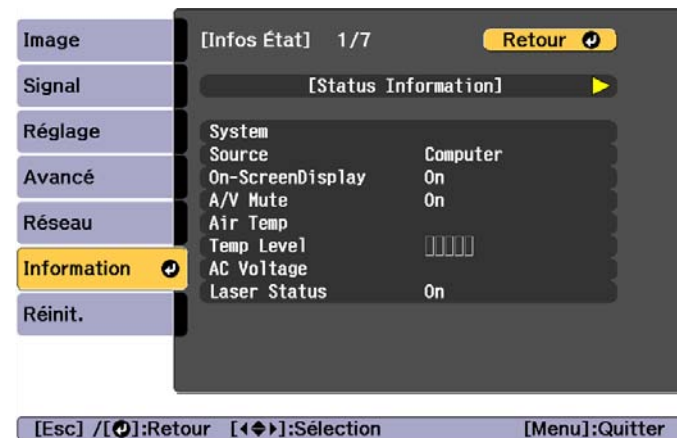 Image
Signal
Réglage
Avancé
Réseau
Information
Réinit.
[Infos État] 1/7
Retour
[Status Information]
System
Source Computer
On-ScreenDisplay On
A/V Mute On
Air Temp
Temp Level
AC Voltage
Laser Status On
[Esc] /[]:Retour []:Sélection [Menu]:Quitter